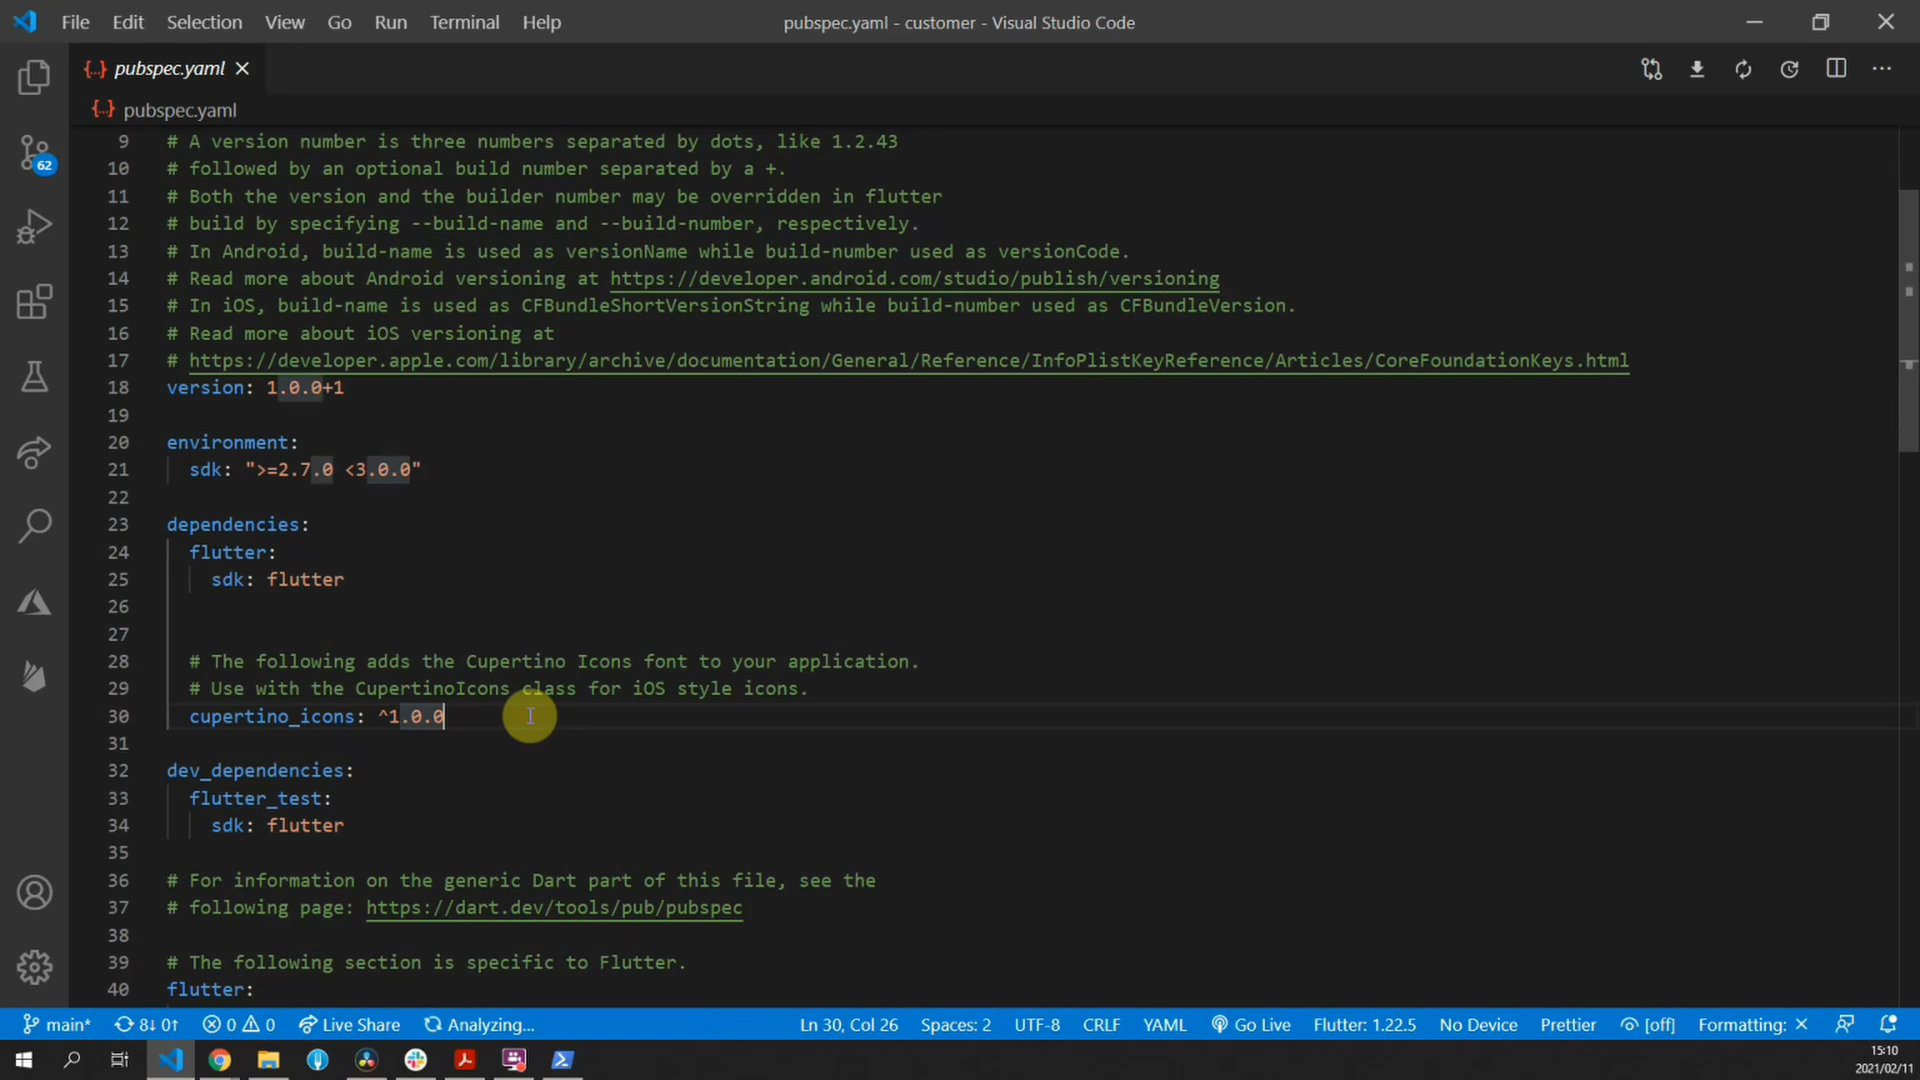 File Edit Selection View Go Run Terminal Help
pubspec.yaml - customer - Visual Studio Code
{..} pubspec.yaml
{..} pubspec.yaml
9 # A version number is three numbers separated by dots, like 1.2.43
10 # followed by an optional build number separated by a +.
11 # Both the version and the builder number may be overridden in flutter
12 # build by specifying --build-name and --build-number, respectively.
13 # In Android, build-name is used as versionName while build-number used as versionCode.
14 # Read more about Android versioning at https://developer.android.com/studio/publish/versioning
15 # In iOS, build-name is used as CFBundleShortVersionString while build-number used as CFBundleVersion.
16 # Read more about iOS versioning at
17 # https://developer.apple.com/library/archive/documentation/General/Reference/InfoPlistKeyReference/Articles/CoreFoundationKeys.html
18 version: 1.0.0+1
19
20 environment:
21 sdk: ">=2.7.0 <3.0.0"
22
23 dependencies:
24 flutter:
25 sdk: flutter
26
27
28 # The following adds the Cupertino Icons font to your application.
29 # Use with the CupertinoIcons class for iOS style icons.
30 cupertino_icons: ^1.0.0
31
32 dev_dependencies:
33 flutter_test:
34 sdk: flutter
35
36 # For information on the generic Dart part of this file, see the
37 # following page: https://dart.dev/tools/pub/pubspec
38
39 # The following section is specific to Flutter.
40 flutter:
62
main* 8↓ 0↑ 0 0 Live Share Analyzing... Ln 30, Col 26 Spaces: 2 UTF-8 CRLF YAML Go Live Flutter: 1.22.5 No Device Prettier [off] Formatting: ×
15:10
2021/02/11